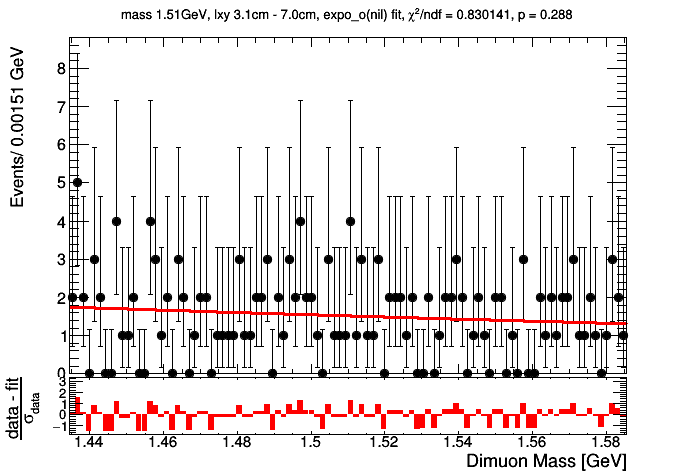 mass 1.51GeV, lxy 3.1cm - 7.0cm, expo_o(nil) fit, χ²/ndf = 0.830141, p = 0.288
Events/ 0.00151 GeV
8
7
6
5
4
3
2
1
0
data - fit
σdata
3
2
1
0
−1
1.44 1.46 1.48 1.5 1.52 1.54 1.56 1.58
Dimuon Mass [GeV]